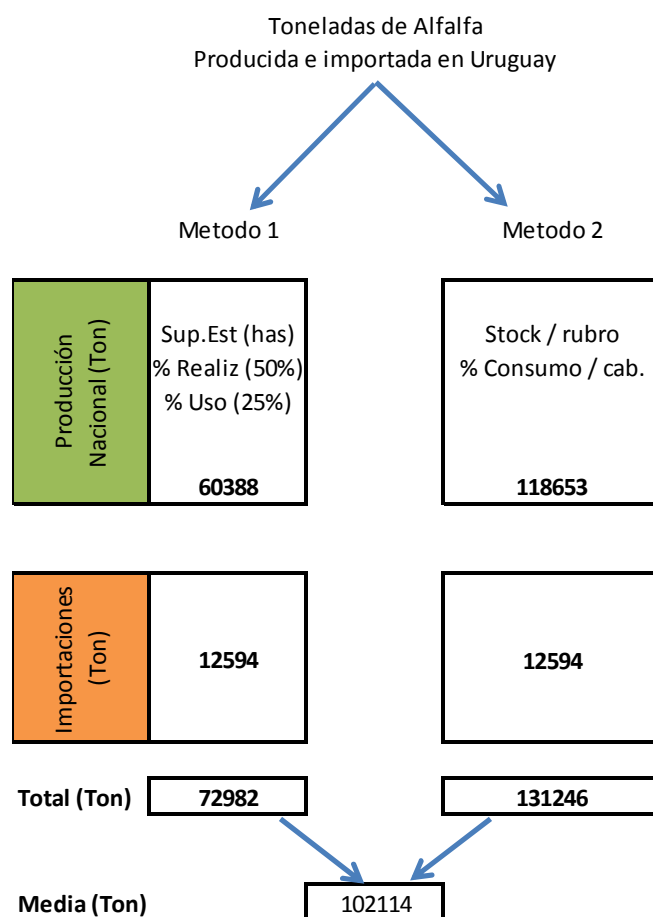 Toneladas de Alfalfa
Producida e importada en Uruguay
Metodo 1
Metodo 2
Producción
Nacional (Ton)
Sup.Est (has)
% Realiz (50%)
% Uso (25%)
60388
Stock / rubro
% Consumo / cab.
118653
Importaciones
(Ton)
12594
12594
Total (Ton)
72982
131246
Media (Ton)
102114